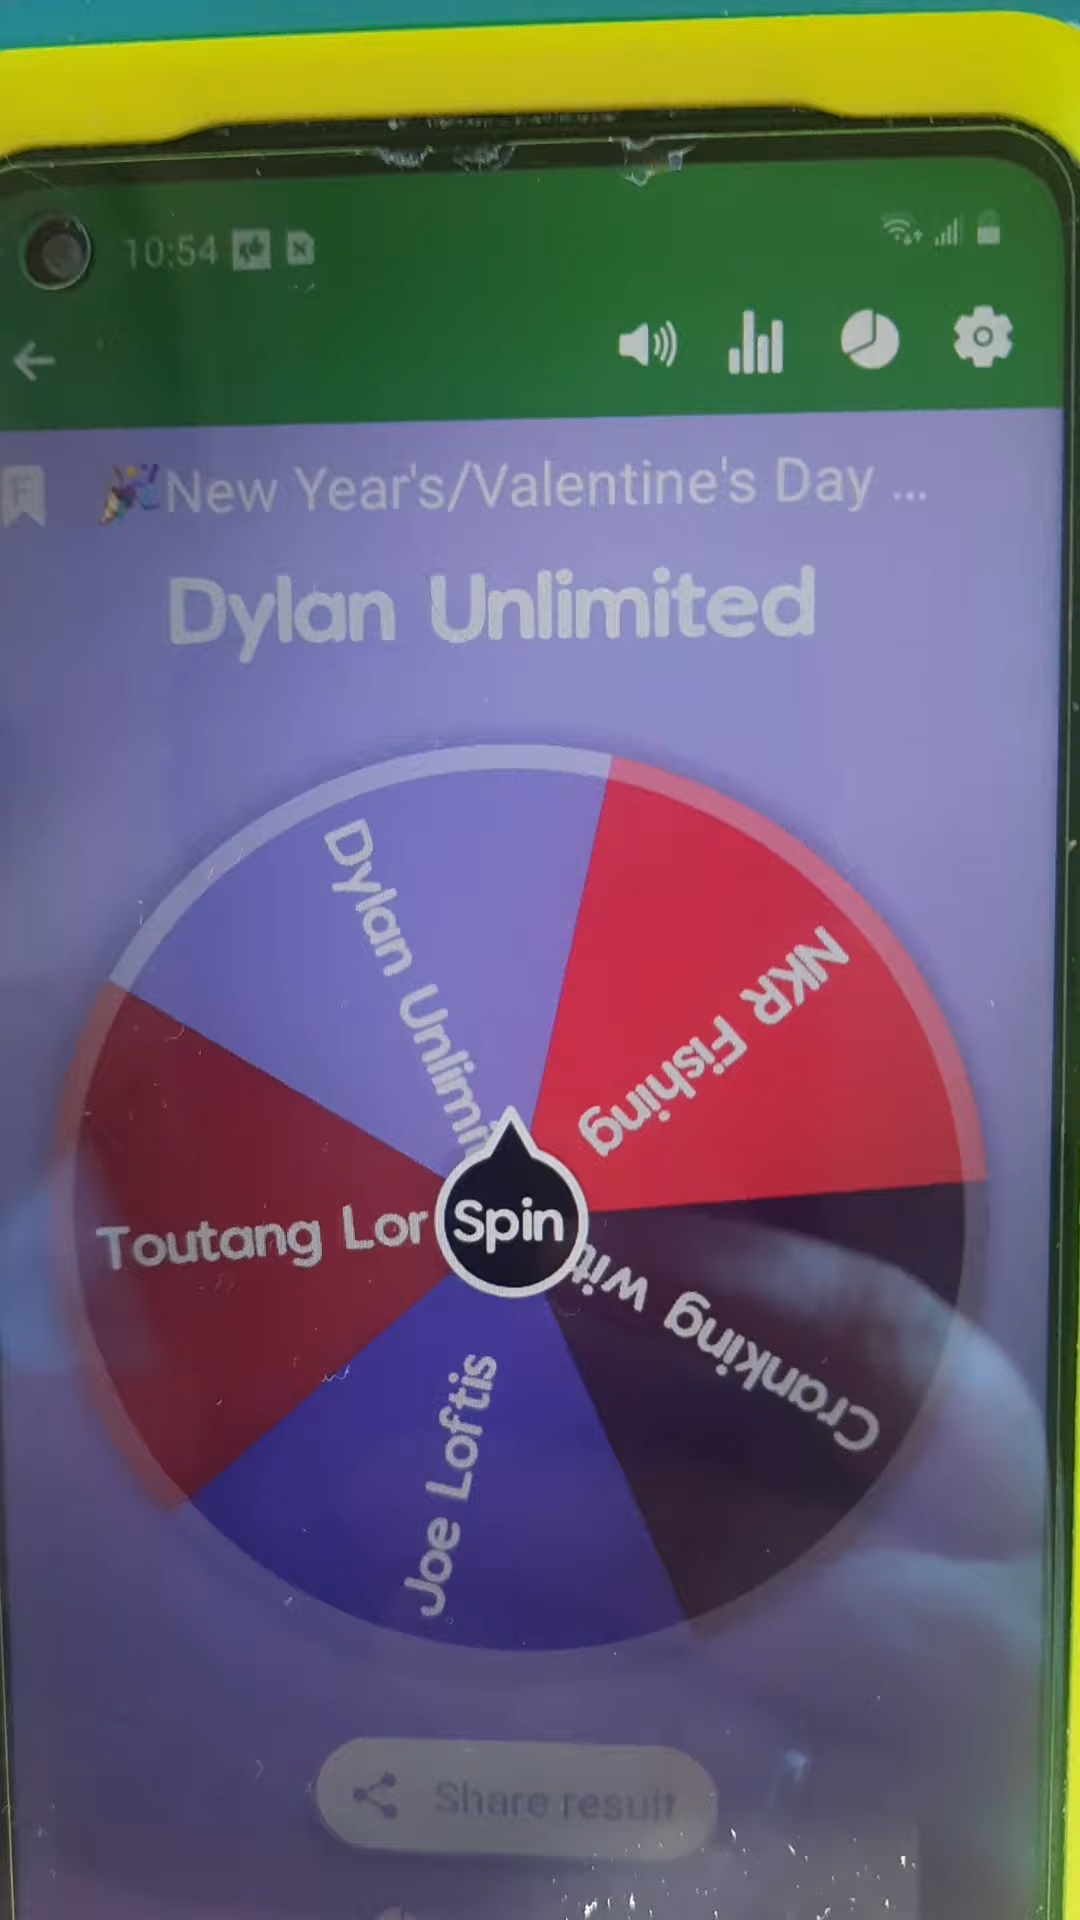 10:54
F
New Year's/Valentine's Day ...
Dylan Unlimited
Dylan Unlimi
NKR Fishing
Toutang Lor
Spin
Cranking wit
Joe Loftis
Share result